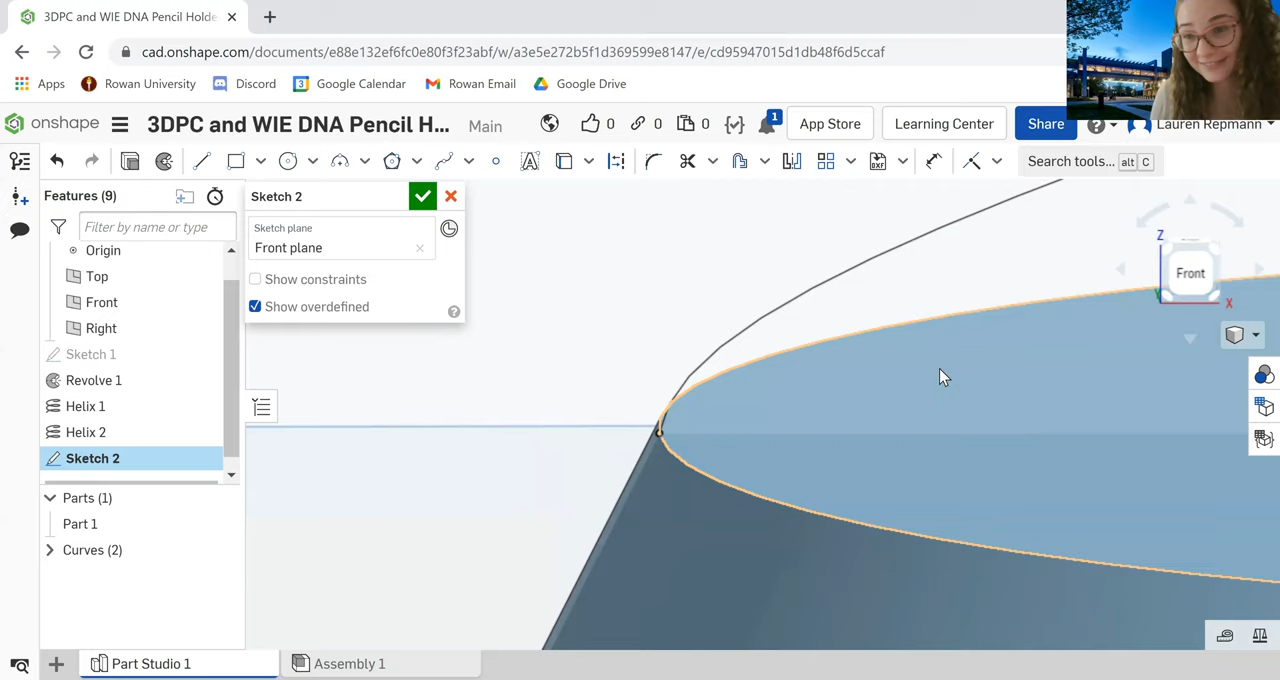 3DPC and WIE DNA Pencil Holde
cad.onshape.com/documents/e88e132ef6fc0e80f3f23abf/w/a3e5e272b5f1d369599e8147/e/cd95947015d1db48f6d5ccaf
Apps Rowan University Discord Google Calendar Rowan Email Google Drive
onshape 3DPC and WIE DNA Pencil H... Main 0 0 0 1 App Store Learning Center Share Lauren Repmann
Search tools... alt C
Features (9)
Filter by name or type
Origin
Top
Front
Right
Sketch 1
Revolve 1
Helix 1
Helix 2
Sketch 2
Parts (1)
Part 1
Curves (2)
Sketch 2
Sketch plane
Front plane
Show constraints
Show overdefined
Z
Front
Y
X
Part Studio 1 Assembly 1